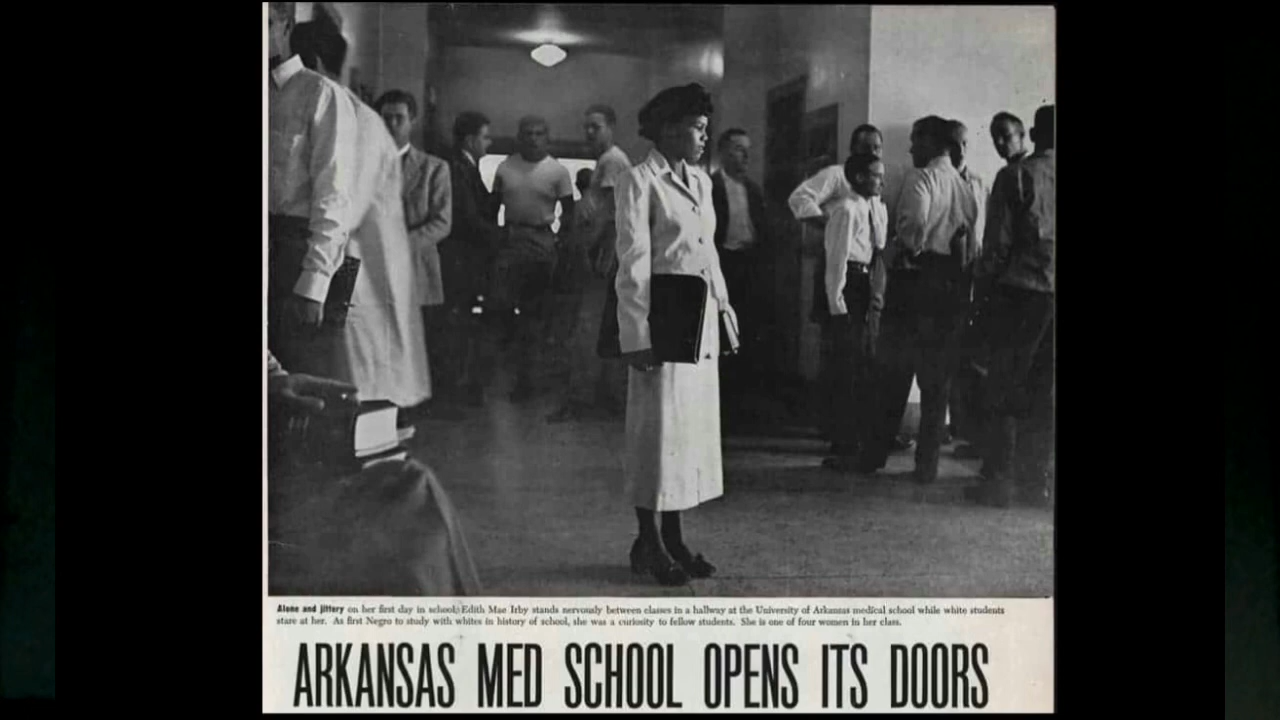 Alone and jittery on her first day in school, Edith Mae Irby stands nervously between classes in a hallway at the University of Arkansas medical school while white students
stare at her. As first Negro to study with whites in history of school, she was a curiosity to fellow students. She is one of four women in her class.
ARKANSAS MED SCHOOL OPENS ITS DOORS